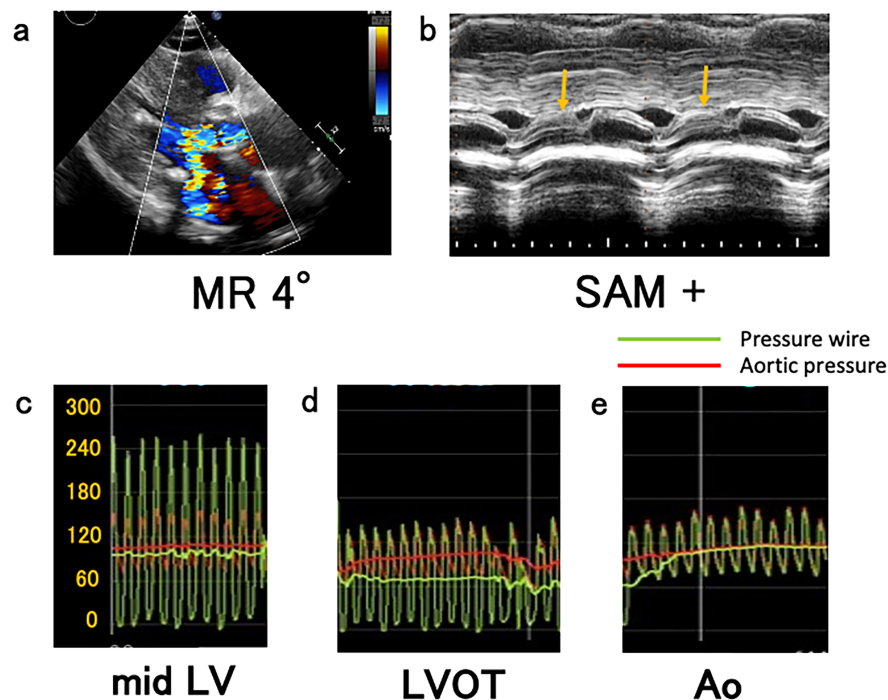 a
b
MR 4°
SAM +
Pressure wire
Aortic pressure
c
d
e
300
240
180
120
60
0
mid LV
LVOT
Ao